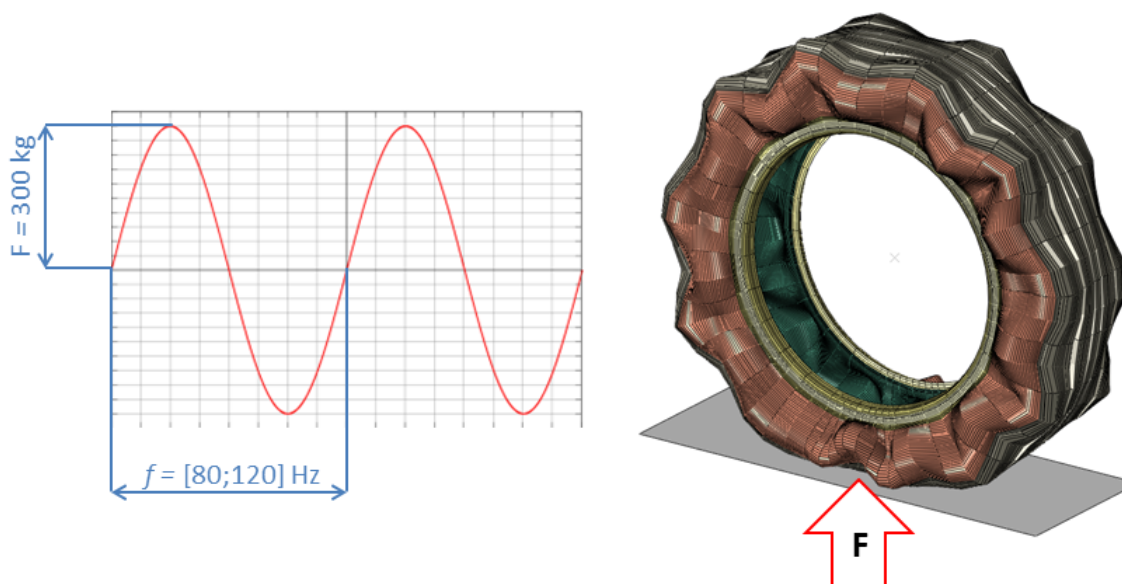 F = 300 kg
f = [80;120] Hz
F